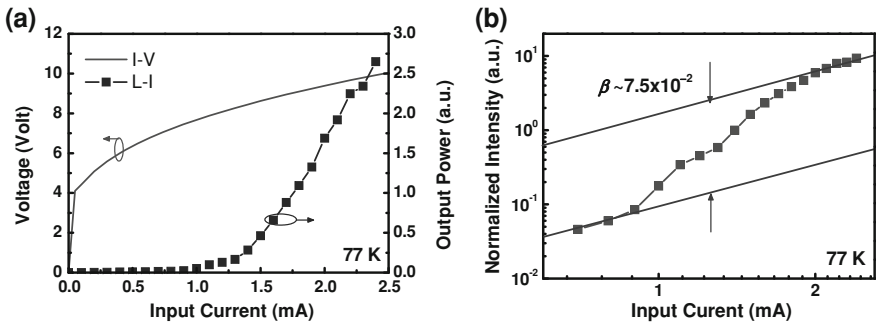 (a)
12
10
8
6
4
2
0
Voltage (Volt)
I-V
L-I
3.0
2.5
2.0
1.5
1.0
0.5
0.0
Output Power (a.u.)
77 K
0.0 0.5 1.0 1.5 2.0 2.5
Input Current (mA)
(b)
10¹
10⁰
10⁻¹
10⁻²
Normalized Intensity (a.u.)
β ~7.5x10⁻²
77 K
1 2
Input Current (mA)